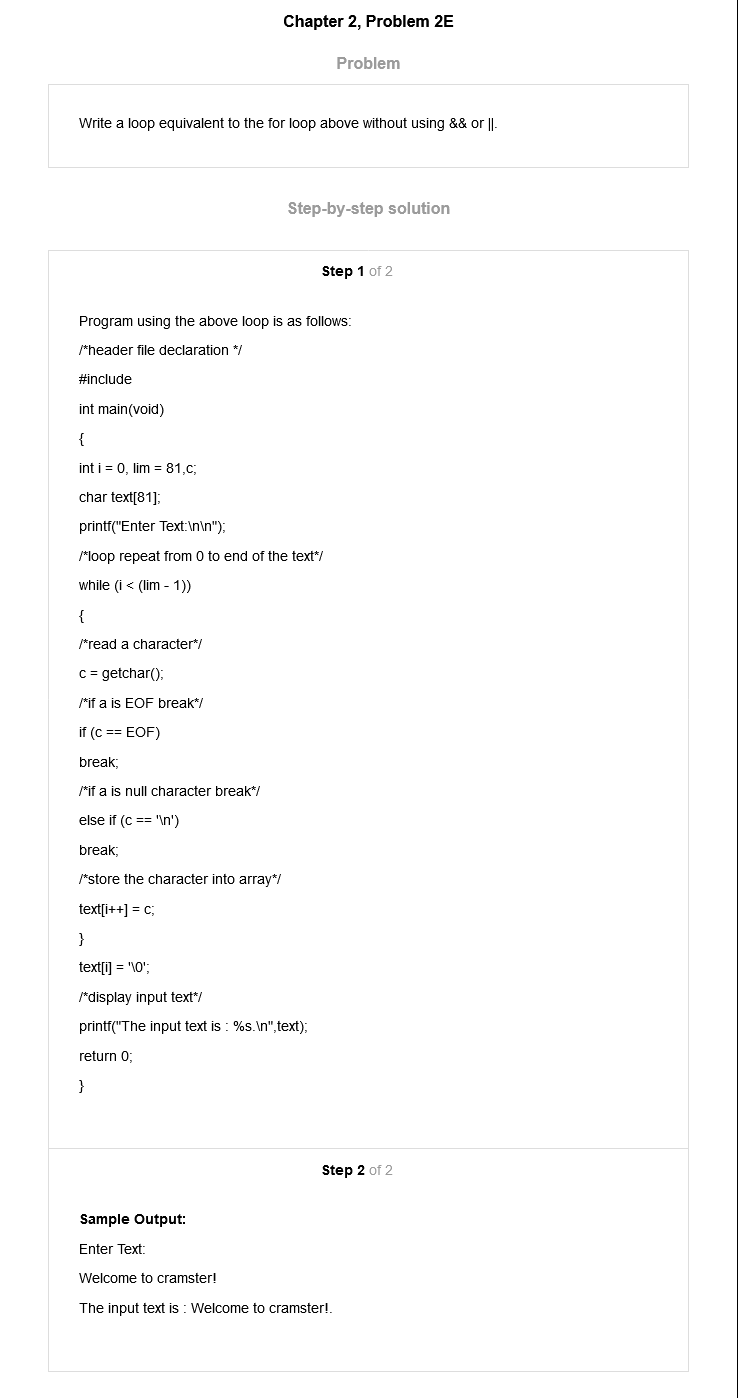 Chapter 2, Problem 2E
Problem
Write a loop equivalent to the for loop above without using && or ||.
Step-by-step solution
Step 1 of 2
Program using the above loop is as follows:
/*header file declaration */
#include
int main(void)
{
int i = 0, lim = 81,c;
char text[81];
printf("Enter Text:\n\n");
/*loop repeat from 0 to end of the text*/
while (i < (lim - 1))
{
/*read a character*/
c = getchar();
/*if a is EOF break*/
if (c == EOF)
break;
/*if a is null character break*/
else if (c == '\n')
break;
/*store the character into array*/
text[i++] = c;
}
text[i] = '\0';
/*display input text*/
printf("The input text is : %s.\n",text);
return 0;
}
Step 2 of 2
Sample Output:
Enter Text:
Welcome to cramster!
The input text is : Welcome to cramster!.